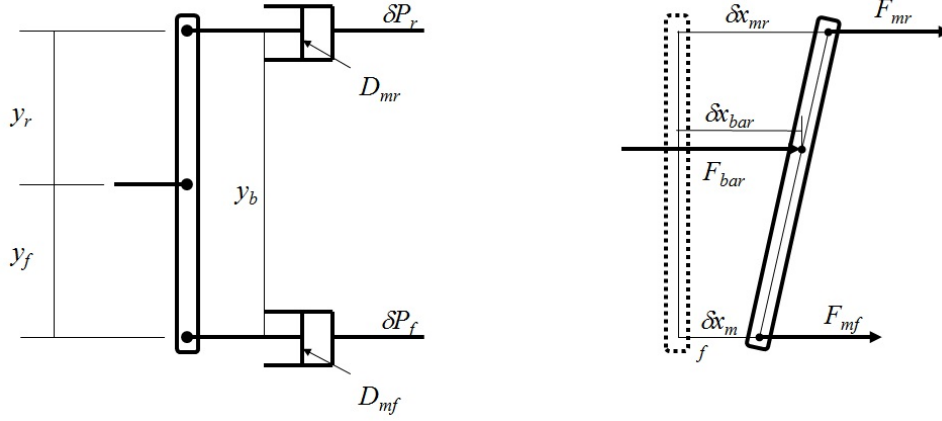 δP_r
D_mr
y_r
y_b
y_f
δP_f
D_mf
δx_mr
F_mr
δx_bar
F_bar
δx_m
f
F_mf